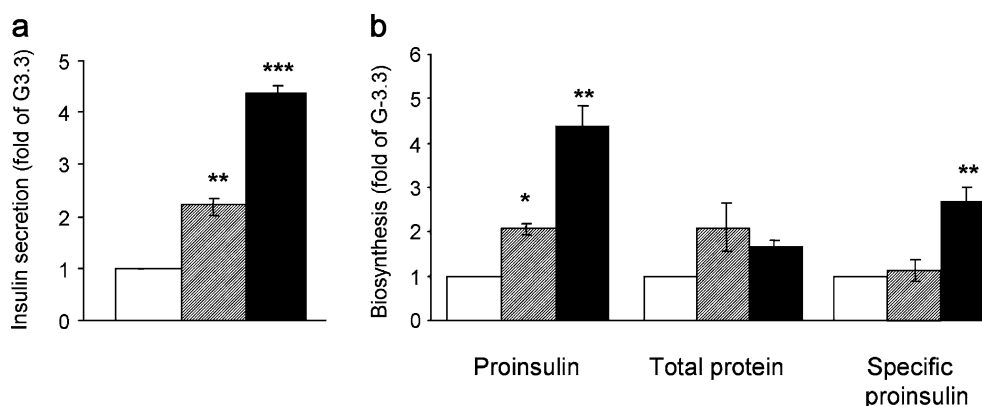 a
Insulin secretion (fold of G3.3)
5
4
3
2
1
0
**
***
b
Biosynthesis (fold of G-3.3)
6
5
4
3
2
1
0
*
**
**
Proinsulin
Total protein
Specific
proinsulin